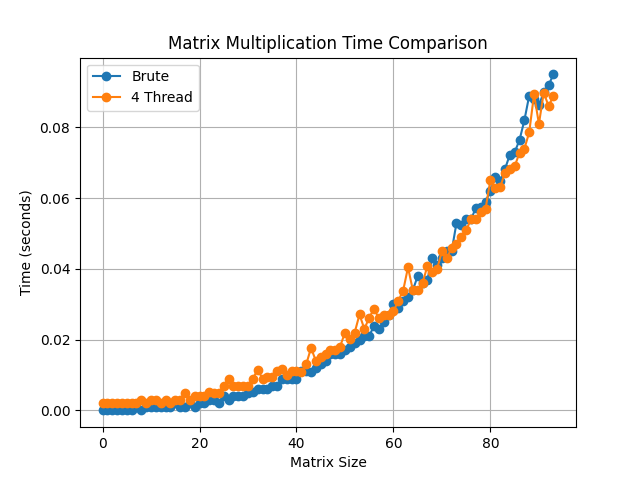 Matrix Multiplication Time Comparison
Brute
4 Thread
0.08
0.06
0.04
0.02
0.00
Time (seconds)
0 20 40 60 80
Matrix Size